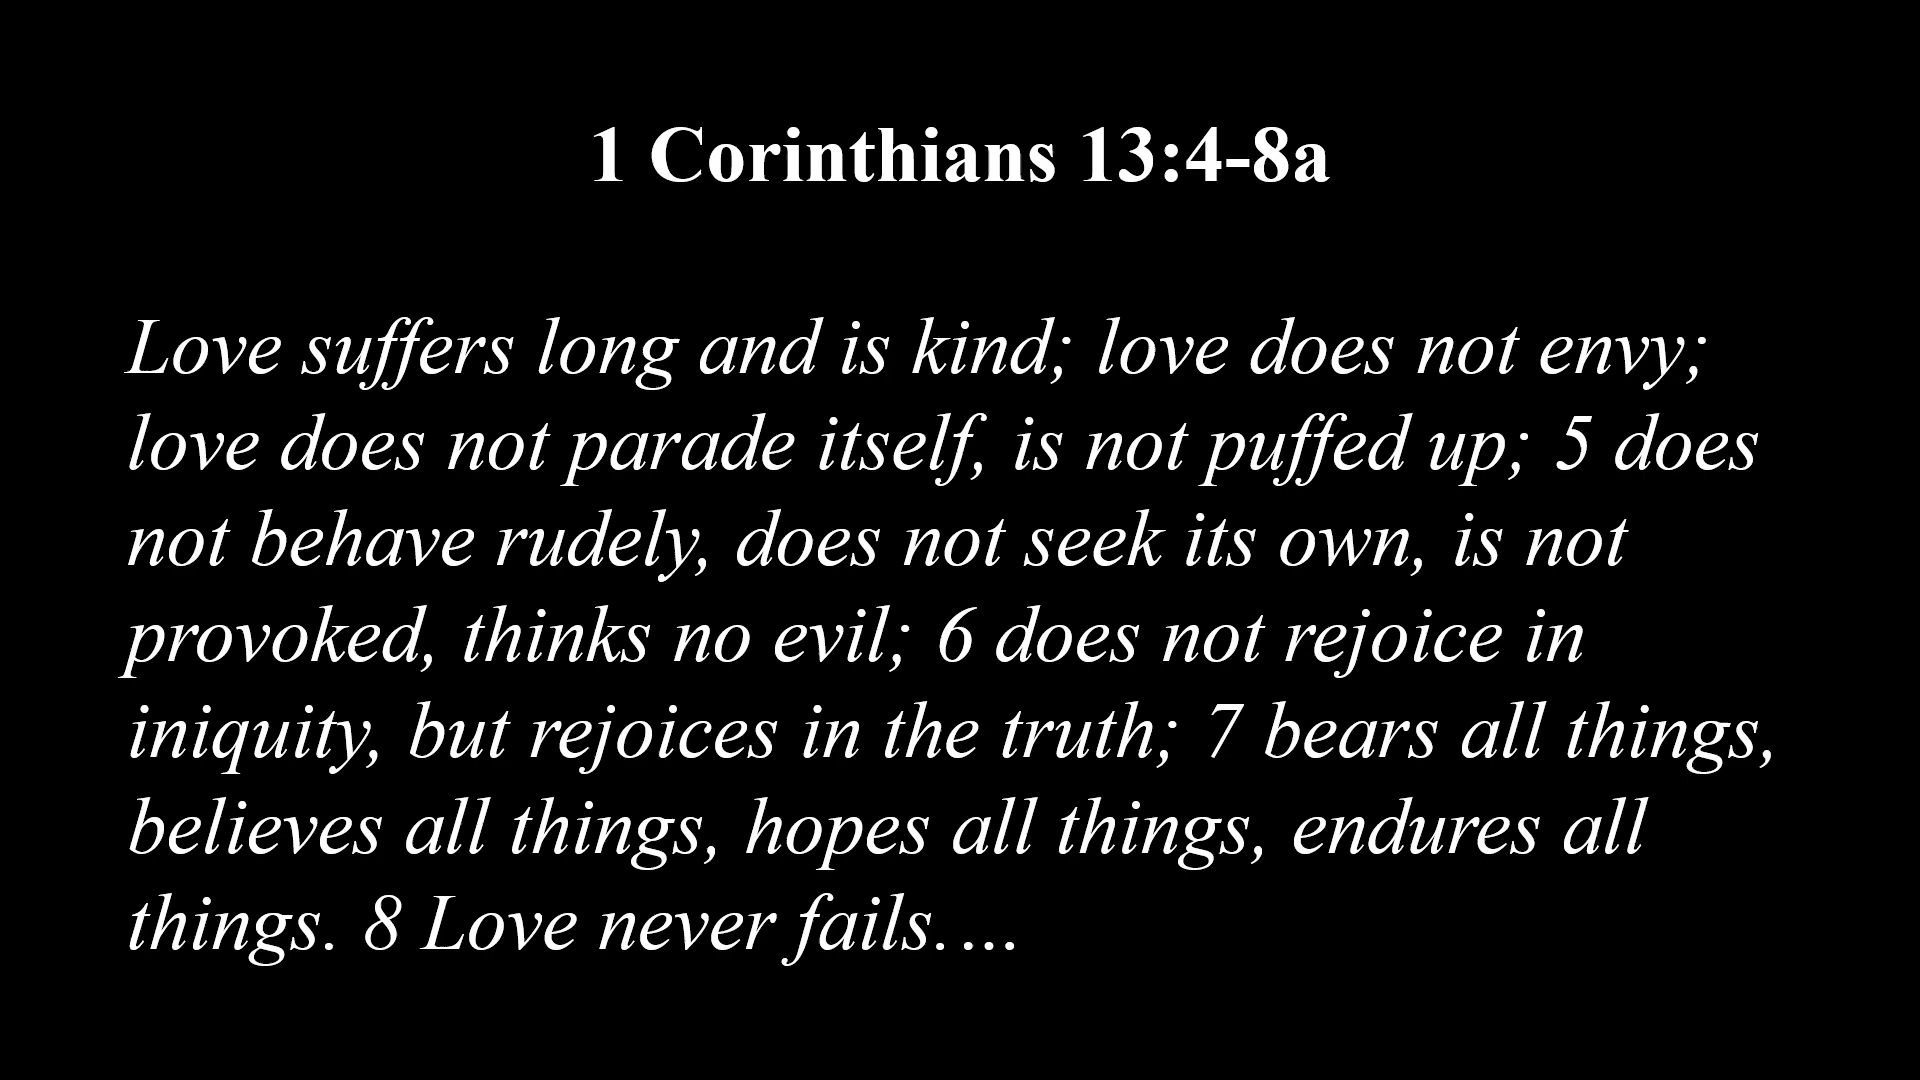 1 Corinthians 13:4-8a
Love suffers long and is kind; love does not envy;
love does not parade itself, is not puffed up; 5 does
not behave rudely, does not seek its own, is not
provoked, thinks no evil; 6 does not rejoice in
iniquity, but rejoices in the truth; 7 bears all things,
believes all things, hopes all things, endures all
things. 8 Love never fails.…